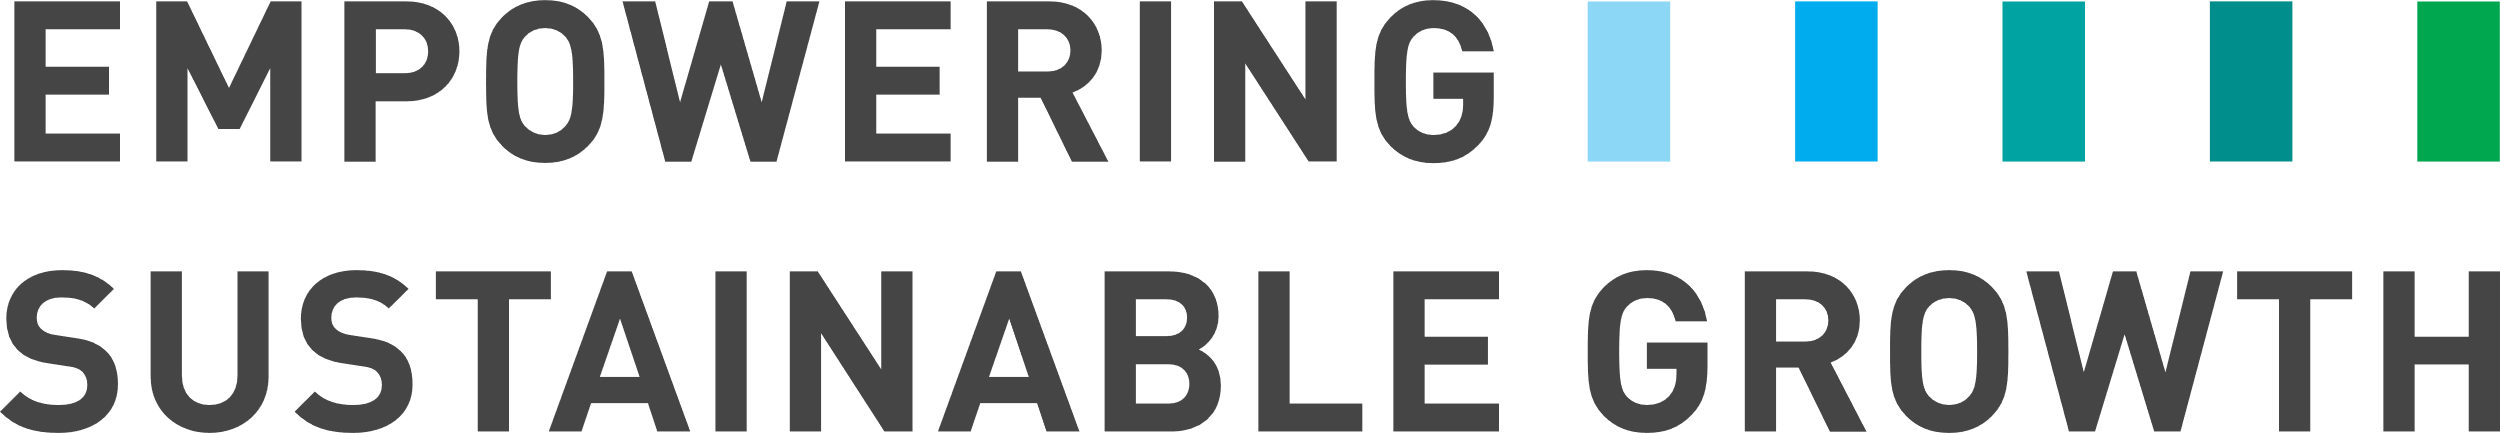 EMPOWERING
SUSTAINABLE GROWTH